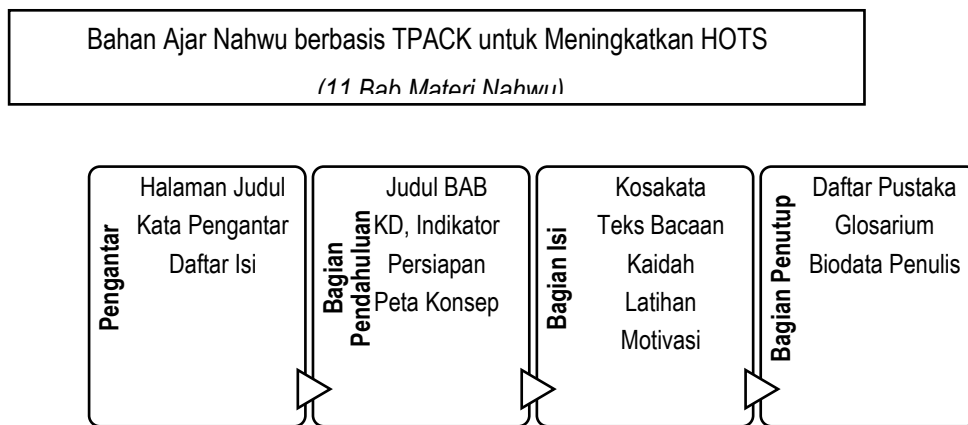 Bahan Ajar Nahwu berbasis TPACK untuk Meningkatkan HOTS
(11 Bab Materi Nahwu)
Pengantar
Halaman Judul
Kata Pengantar
Daftar Isi
Bagian
Pendahuluan
Judul BAB
KD, Indikator
Persiapan
Peta Konsep
Bagian Isi
Kosakata
Teks Bacaan
Kaidah
Latihan
Motivasi
Bagian Penutup
Daftar Pustaka
Glosarium
Biodata Penulis